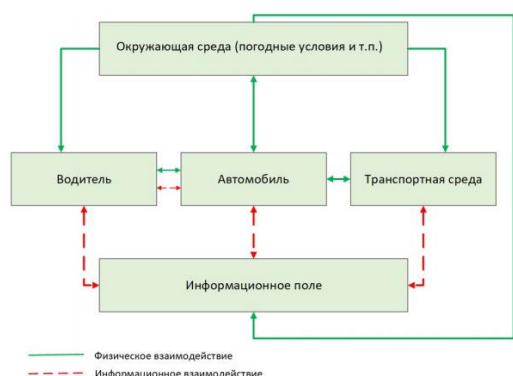 Окружающая среда (погодные условия и т.п.)
Водитель
Автомобиль
Транспортная среда
Информационное поле
Физическое взаимодействие
Информационное взаимодействие